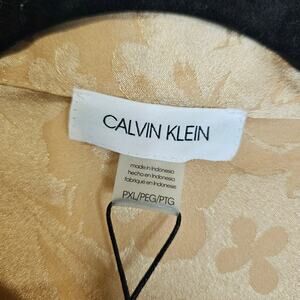 CALVIN KLEIN
made in Indonesia
hecho en Indonesia
fabriqué en Indonésie
PXL/PEG/PTG